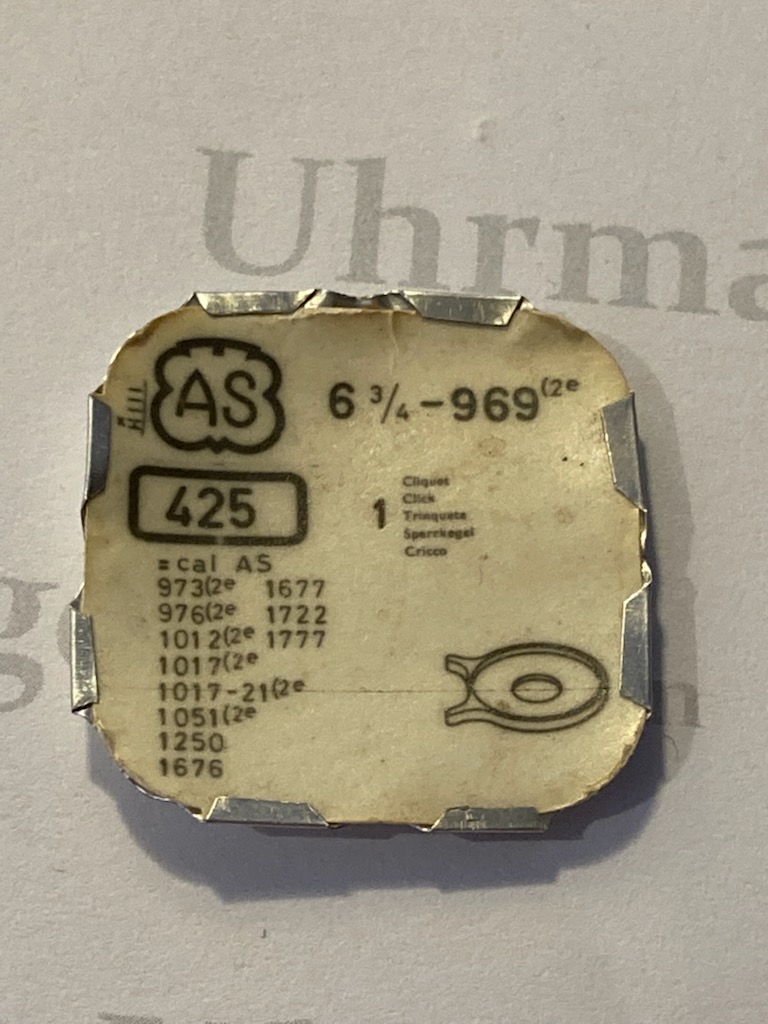 Uhrma
AS
6 ¾-969(2e
425
1
Cliquet
Click
Trinquete
Sperrkegel
Cricco
= cal AS
973(2e 1677
976(2e 1722
1012(2e 1777
1017(2e
1017-21(2e
1051(2e
1250
1676